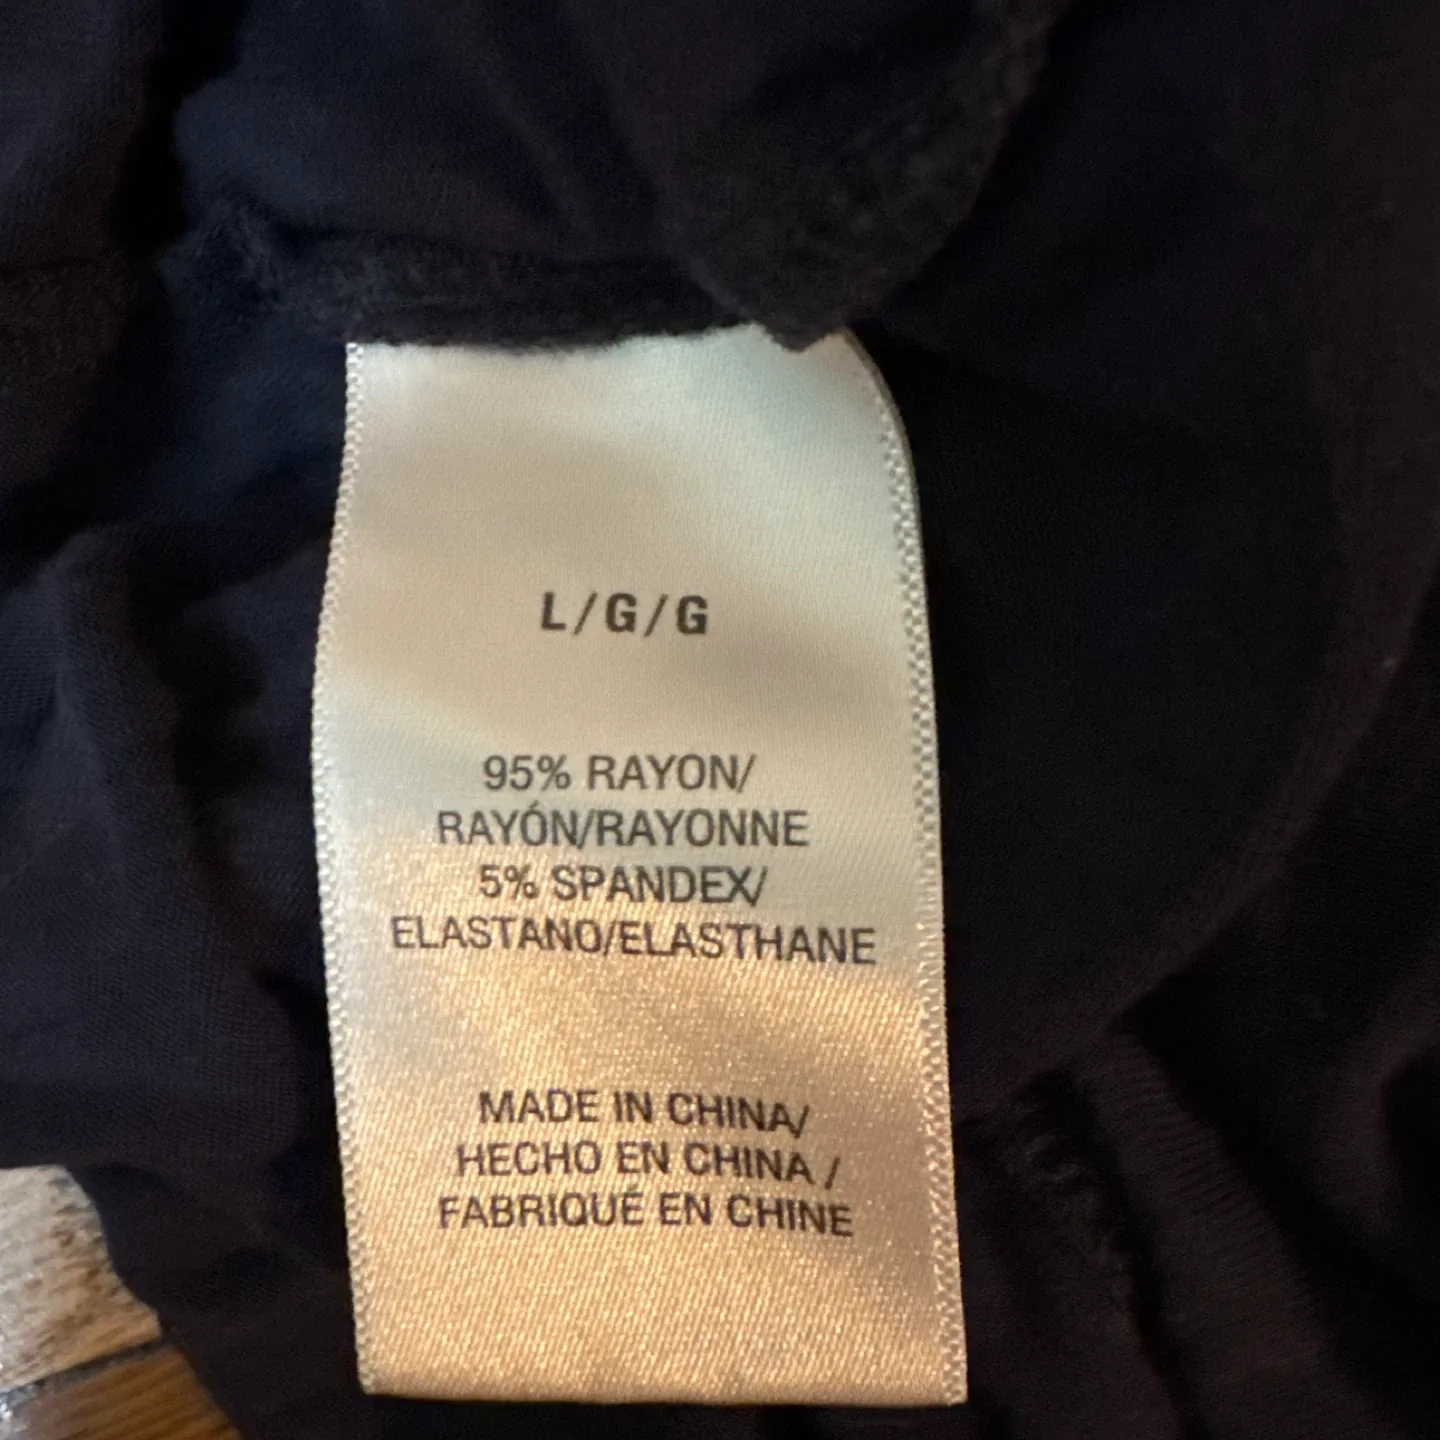 L/G/G
95% RAYON/
RAYÓN/RAYONNE
5% SPANDEX/
ELASTANO/ELASTHANE
MADE IN CHINA/
HECHO EN CHINA /
FABRIQUÉ EN CHINE